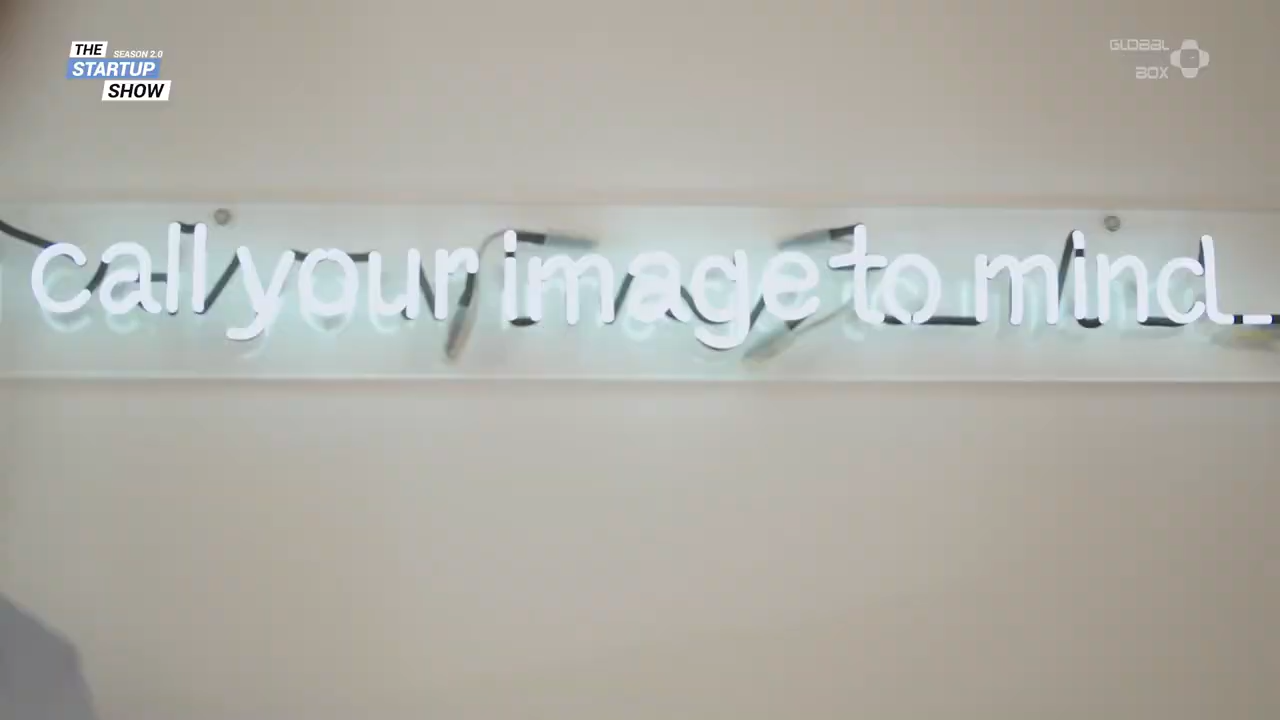 THE
SEASON 2.0
STARTUP
SHOW
GLOBAL
BOX
call your image to mind_